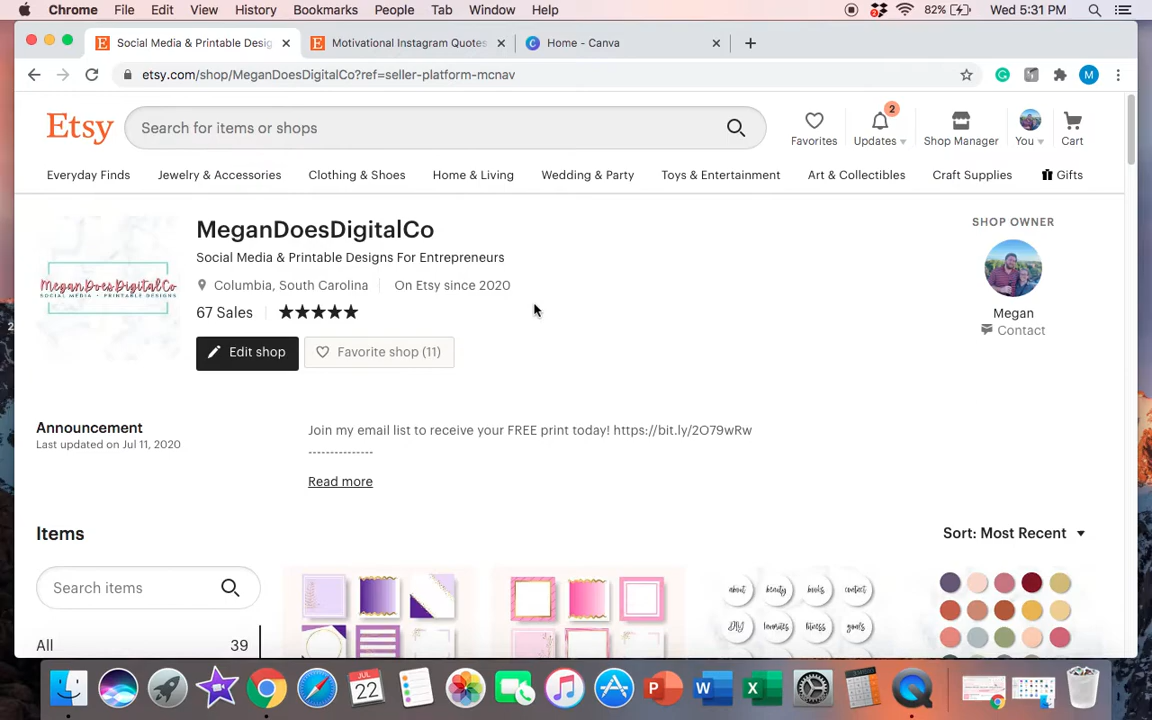 Chrome File Edit View History Bookmarks People Tab Window Help 82% Wed 5:31 PM
Social Media & Printable Desig Motivational Instagram Quotes Home - Canva
etsy.com/shop/MeganDoesDigitalCo?ref=seller-platform-mcnav M
2
Etsy Search for items or shops Favorites Updates Shop Manager You Cart
Everyday Finds Jewelry & Accessories Clothing & Shoes Home & Living Wedding & Party Toys & Entertainment Art & Collectibles Craft Supplies Gifts
MeganDoesDigitalCo
Social Media & Printable Designs For Entrepreneurs
Columbia, South Carolina On Etsy since 2020
67 Sales
Edit shop Favorite shop (11)
MeganDoesDigitalCo
SOCIAL MEDIA • PRINTABLE DESIGNS
SHOP OWNER
Megan
Contact
Announcement
Last updated on Jul 11, 2020
Join my email list to receive your FREE print today! https://bit.ly/2O79wRw
---------------
Read more
Items Sort: Most Recent
Search items
All 39
about beauty books contact
DIY favorites fitness goals
JUL
22
P W X